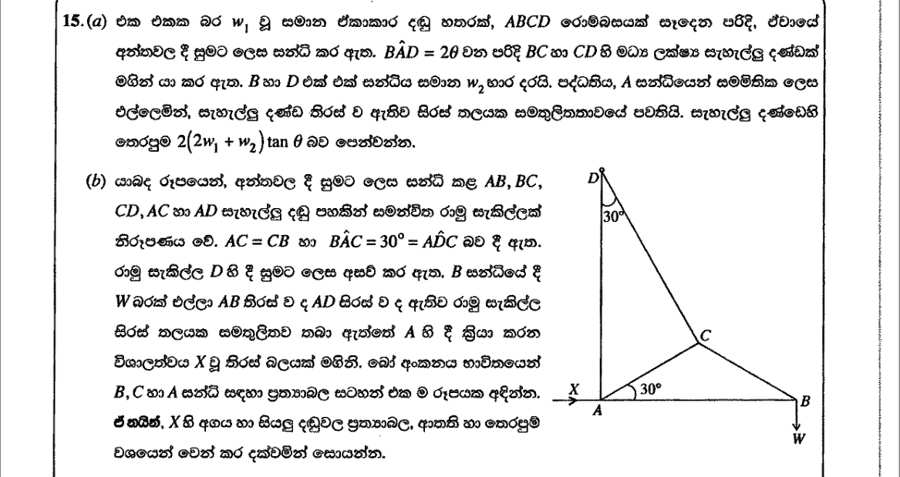 15. (a) එක එකක බර w₁ වූ සමාන ඒකාකාර දඬු හතරක්, ABCD රොම්බසයක් සෑදෙන පරිදි, ඒවායේ
අන්තවල දී සුමට ලෙස සන්ධි කර ඇත. BÂD = 2θ වන පරිදි BC හා CD හි මධ්‍ය ලක්ෂ්‍ය සැහැල්ලු දණ්ඩක්
මගින් යා කර ඇත. B හා D එක් එක් සන්ධිය සමාන w₂ භාර දරයි. පද්ධතිය, A සන්ධියෙන් සමමිතික ලෙස
එල්ලෙමින්, සැහැල්ලු දණ්ඩ තිරස් ව ඇතිව සිරස් තලයක සමතුලිතතාවයේ පවතියි. සැහැල්ලු දණ්ඩෙහි
තෙරපුම 2(2w₁ + w₂) tan θ බව පෙන්වන්න.
(b) යාබද රූපයෙන්, අන්තවල දී සුමට ලෙස සන්ධි කළ AB, BC,
CD, AC හා AD සැහැල්ලු දඬු පහකින් සමන්විත රාමු සැකිල්ලක්
නිරූපණය වේ. AC = CB හා BÂC = 30° = AD̂C බව දී ඇත.
රාමු සැකිල්ල D හි දී සුමට ලෙස අසව් කර ඇත. B සන්ධියේ දී
W බරක් එල්ලා AB තිරස් ව ද AD සිරස් ව ද ඇතිව රාමු සැකිල්ල
සිරස් තලයක සමතුලිතව තබා ඇත්තේ A හි දී ක්‍රියා කරන
විශාලත්වය X වූ තිරස් බලයක් මගිනි. බෝ අංකනය භාවිතයෙන්
B, C හා A සන්ධි සඳහා ප්‍රත්‍යාබල සටහන් එක ම රූපයක අඳින්න.
ඒ නයින්, X හි අගය හා සියලු දඬුවල ප්‍රත්‍යාබල, ආතති හා තෙරපුම්
වශයෙන් වෙන් කර දක්වමින් සොයන්න.
D
30°
C
X
30°
A
B
W